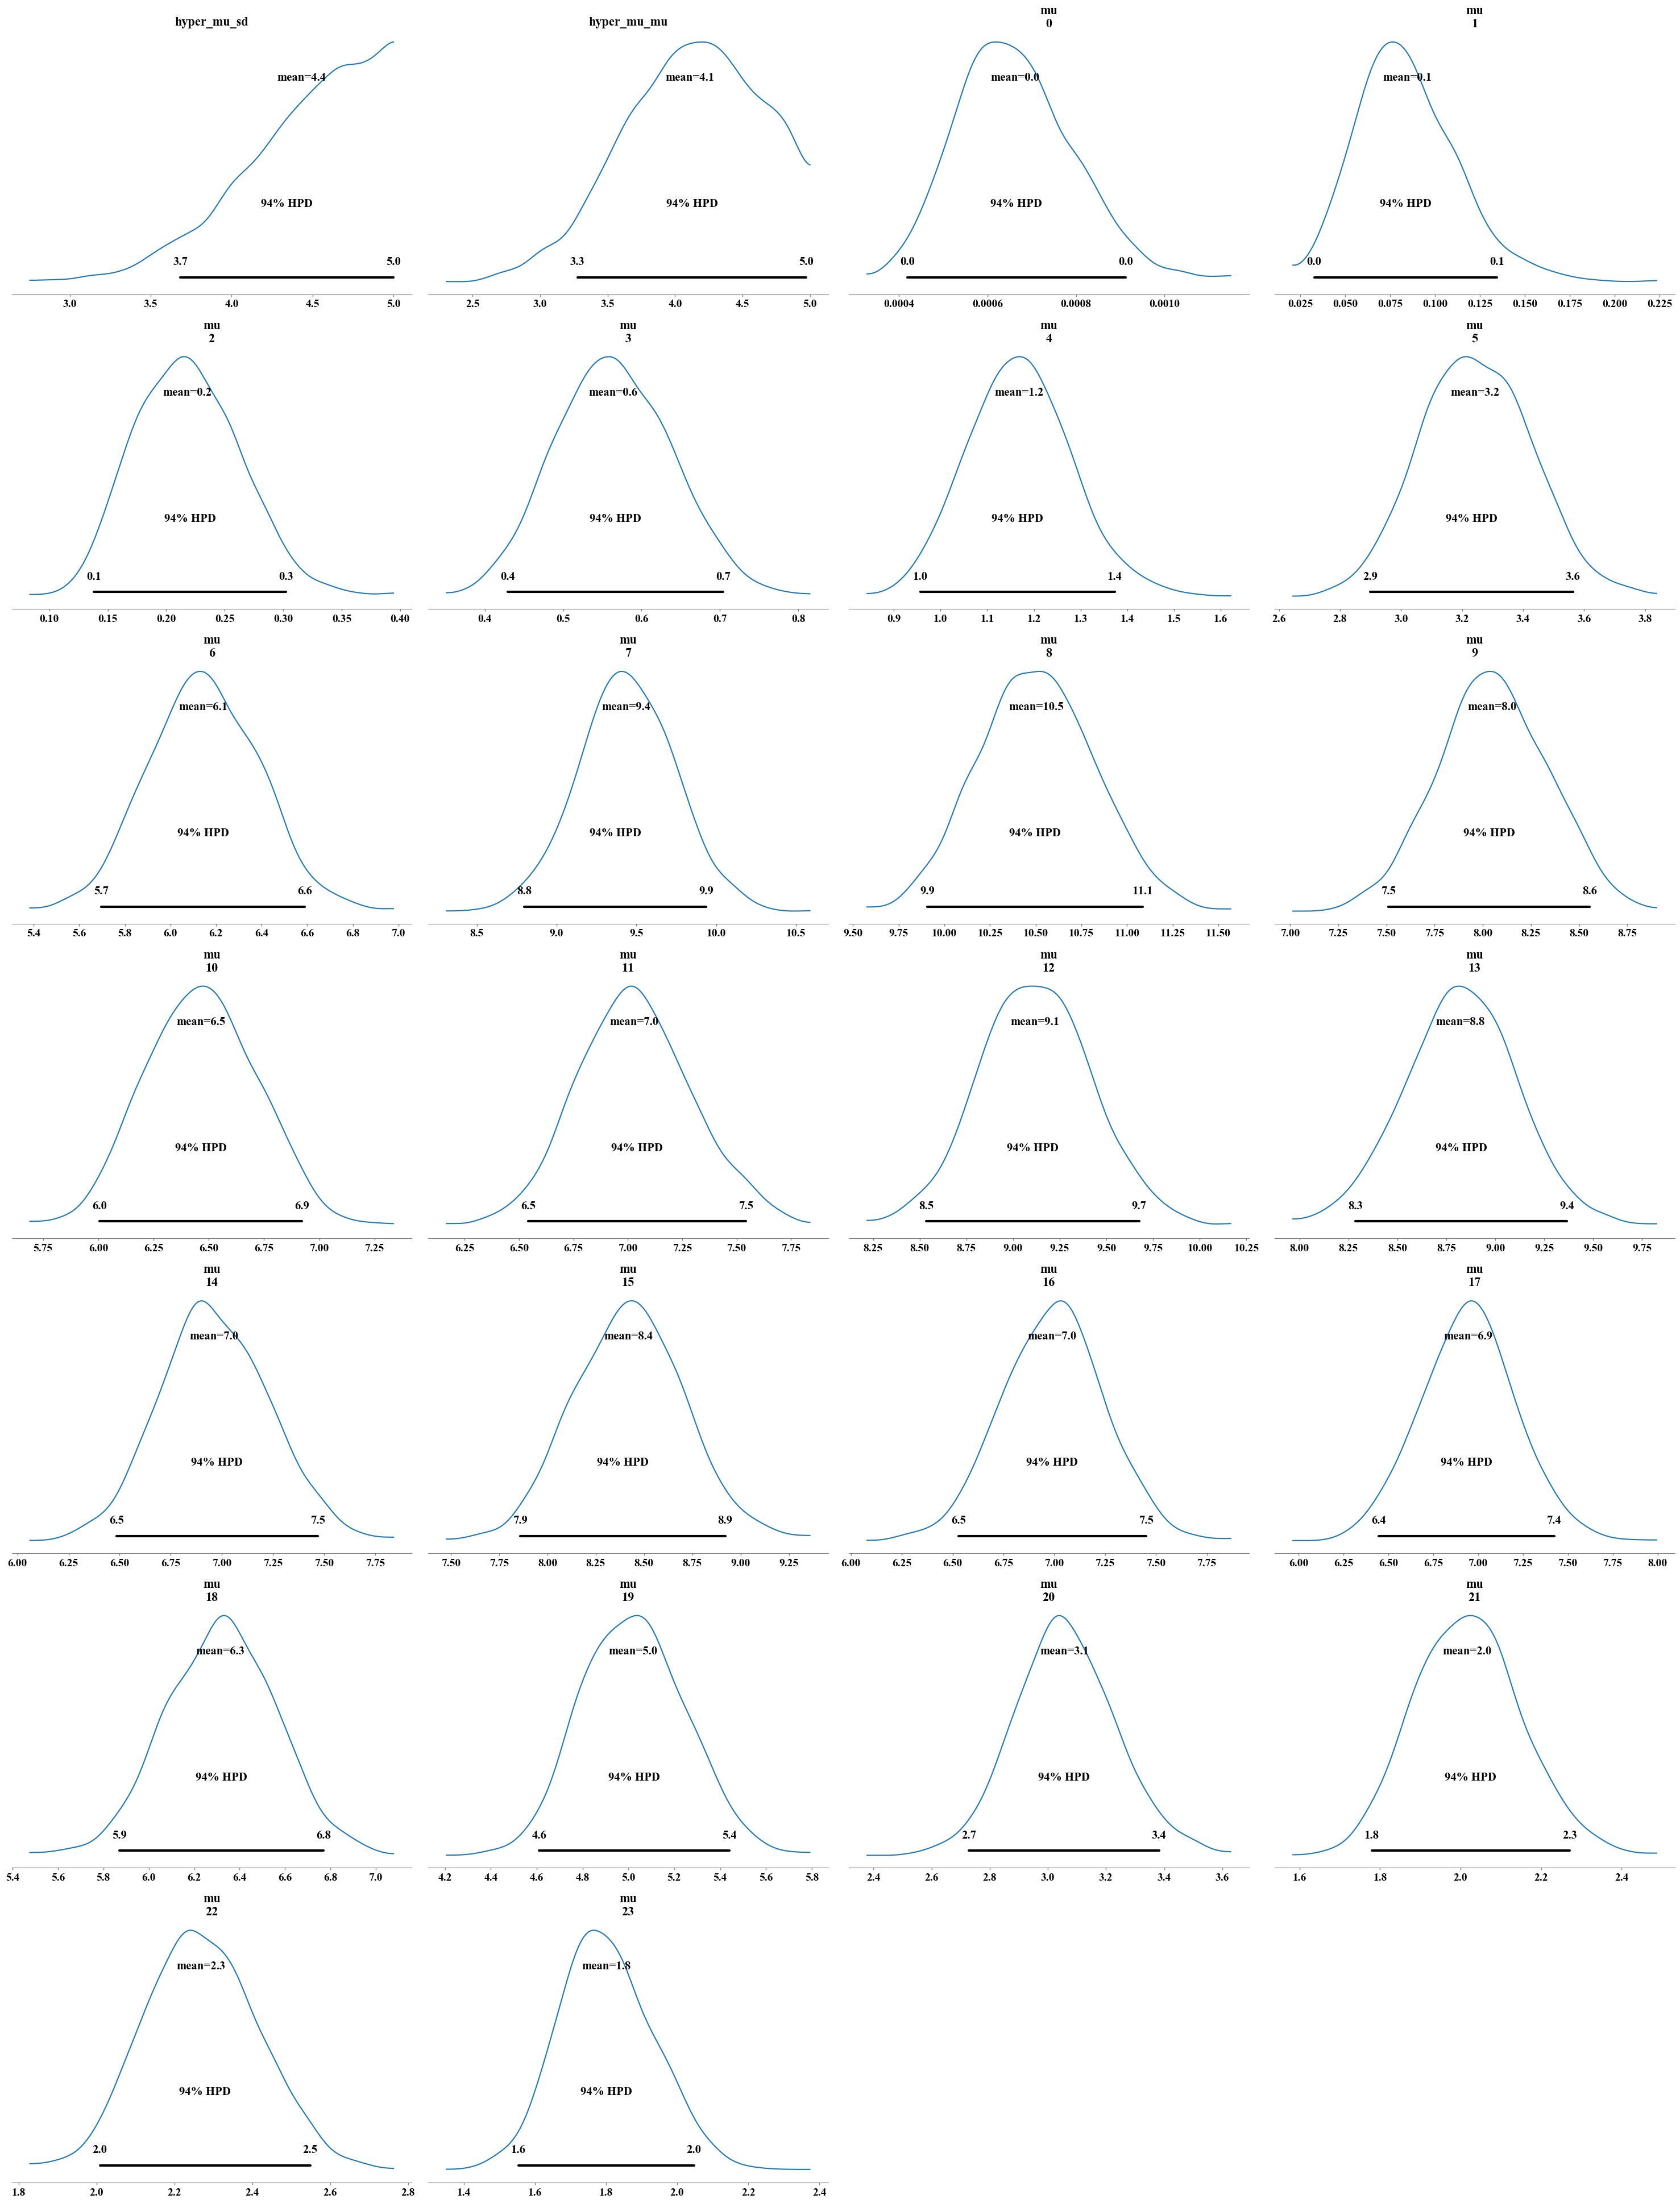 hyper_mu_sd
mean=4.4
94% HPD
3.7 5.0
3.0 3.5 4.0 4.5 5.0
hyper_mu_mu
mean=4.1
94% HPD
3.3 5.0
2.5 3.0 3.5 4.0 4.5 5.0
mu
0
mean=0.0
94% HPD
0.0 0.0
0.0004 0.0006 0.0008 0.0010
mu
1
mean=0.1
94% HPD
0.0 0.1
0.025 0.050 0.075 0.100 0.125 0.150 0.175 0.200 0.225
mu
2
mean=0.2
94% HPD
0.1 0.3
0.10 0.15 0.20 0.25 0.30 0.35 0.40
mu
3
mean=0.6
94% HPD
0.4 0.7
0.4 0.5 0.6 0.7 0.8
mu
4
mean=1.2
94% HPD
1.0 1.4
0.9 1.0 1.1 1.2 1.3 1.4 1.5 1.6
mu
5
mean=3.2
94% HPD
2.9 3.6
2.6 2.8 3.0 3.2 3.4 3.6 3.8
mu
6
mean=6.1
94% HPD
5.7 6.6
5.4 5.6 5.8 6.0 6.2 6.4 6.6 6.8 7.0
mu
7
mean=9.4
94% HPD
8.8 9.9
8.5 9.0 9.5 10.0 10.5
mu
8
mean=10.5
94% HPD
9.9 11.1
9.50 9.75 10.00 10.25 10.50 10.75 11.00 11.25 11.50
mu
9
mean=8.0
94% HPD
7.5 8.6
7.00 7.25 7.50 7.75 8.00 8.25 8.50 8.75
mu
10
mean=6.5
94% HPD
6.0 6.9
5.75 6.00 6.25 6.50 6.75 7.00 7.25
mu
11
mean=7.0
94% HPD
6.5 7.5
6.25 6.50 6.75 7.00 7.25 7.50 7.75
mu
12
mean=9.1
94% HPD
8.5 9.7
8.25 8.50 8.75 9.00 9.25 9.50 9.75 10.00 10.25
mu
13
mean=8.8
94% HPD
8.3 9.4
8.00 8.25 8.50 8.75 9.00 9.25 9.50 9.75
mu
14
mean=7.0
94% HPD
6.5 7.5
6.00 6.25 6.50 6.75 7.00 7.25 7.50 7.75
mu
15
mean=8.4
94% HPD
7.9 8.9
7.50 7.75 8.00 8.25 8.50 8.75 9.00 9.25
mu
16
mean=7.0
94% HPD
6.5 7.5
6.00 6.25 6.50 6.75 7.00 7.25 7.50 7.75
mu
17
mean=6.9
94% HPD
6.4 7.4
6.00 6.25 6.50 6.75 7.00 7.25 7.50 7.75 8.00
mu
18
mean=6.3
94% HPD
5.9 6.8
5.4 5.6 5.8 6.0 6.2 6.4 6.6 6.8 7.0
mu
19
mean=5.0
94% HPD
4.6 5.4
4.2 4.4 4.6 4.8 5.0 5.2 5.4 5.6 5.8
mu
20
mean=3.1
94% HPD
2.7 3.4
2.4 2.6 2.8 3.0 3.2 3.4 3.6
mu
21
mean=2.0
94% HPD
1.8 2.3
1.6 1.8 2.0 2.2 2.4
mu
22
mean=2.3
94% HPD
2.0 2.5
1.8 2.0 2.2 2.4 2.6 2.8
mu
23
mean=1.8
94% HPD
1.6 2.0
1.4 1.6 1.8 2.0 2.2 2.4